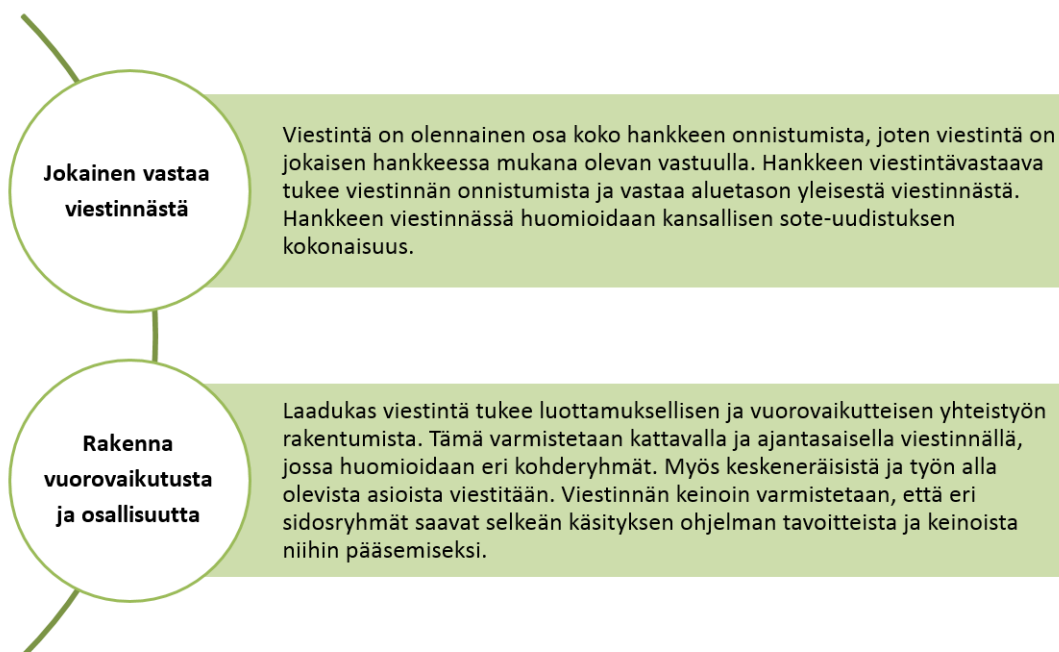 Jokainen vastaa
viestinnästä
Viestintä on olennainen osa koko hankkeen onnistumista, joten viestintä on
jokaisen hankkeessa mukana olevan vastuulla. Hankkeen viestintävastaava
tukee viestinnän onnistumista ja vastaa aluetason yleisestä viestinnästä.
Hankkeen viestinnässä huomioidaan kansallisen sote-uudistuksen
kokonaisuus.
Rakenna
vuorovaikutusta
ja osallisuutta
Laadukas viestintä tukee luottamuksellisen ja vuorovaikutteisen yhteistyön
rakentumista. Tämä varmistetaan kattavalla ja ajantasaisella viestinnällä,
jossa huomioidaan eri kohderyhmät. Myös keskeneräisistä ja työn alla
olevista asioista viestitään. Viestinnän keinoin varmistetaan, että eri
sidosryhmät saavat selkeän käsityksen ohjelman tavoitteista ja keinoista
niihin pääsemiseksi.